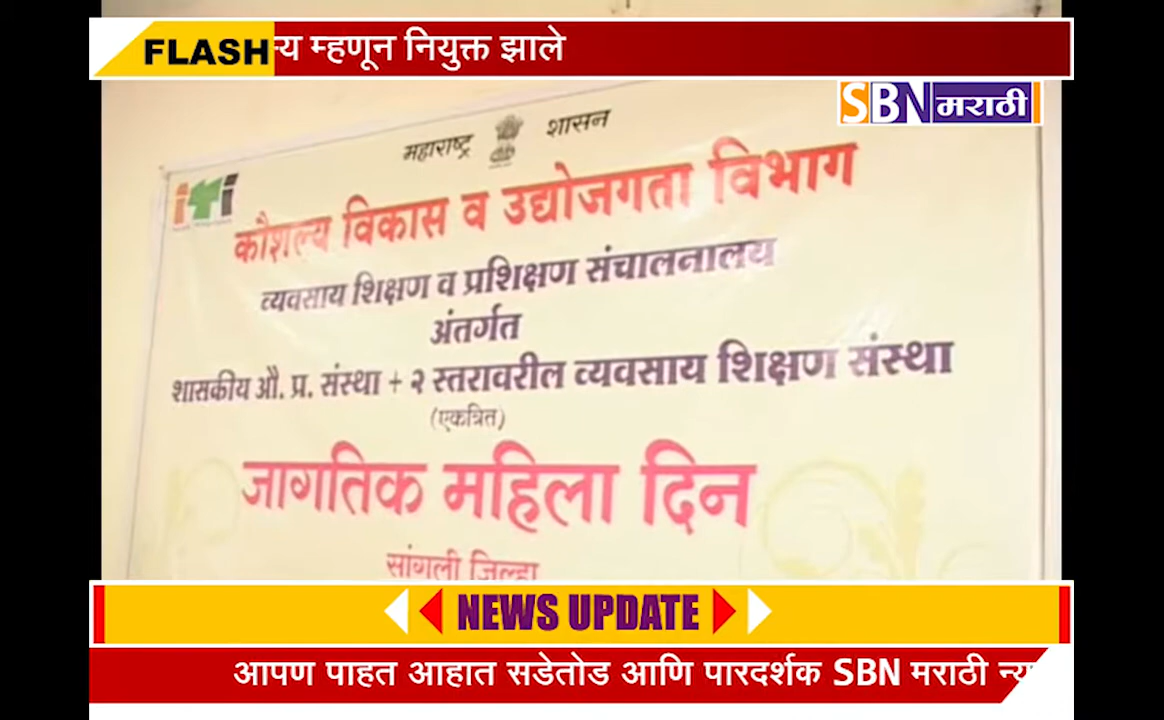 FLASH
म्हणून नियुक्त झाले
SBN मराठी
महाराष्ट्र शासन
iTi
कौशल्य विकास व उद्योजगता विभाग
व्यवसाय शिक्षण व प्रशिक्षण संचालनालय
अंतर्गत
शासकीय औ. प्र. संस्था + २ स्तरावरील व्यवसाय शिक्षण संस्था
(एकत्रित)
जागतिक महिला दिन
सांगली जिल्हा
NEWS UPDATE
आपण पाहत आहात सडेतोड आणि पारदर्शक SBN मराठी